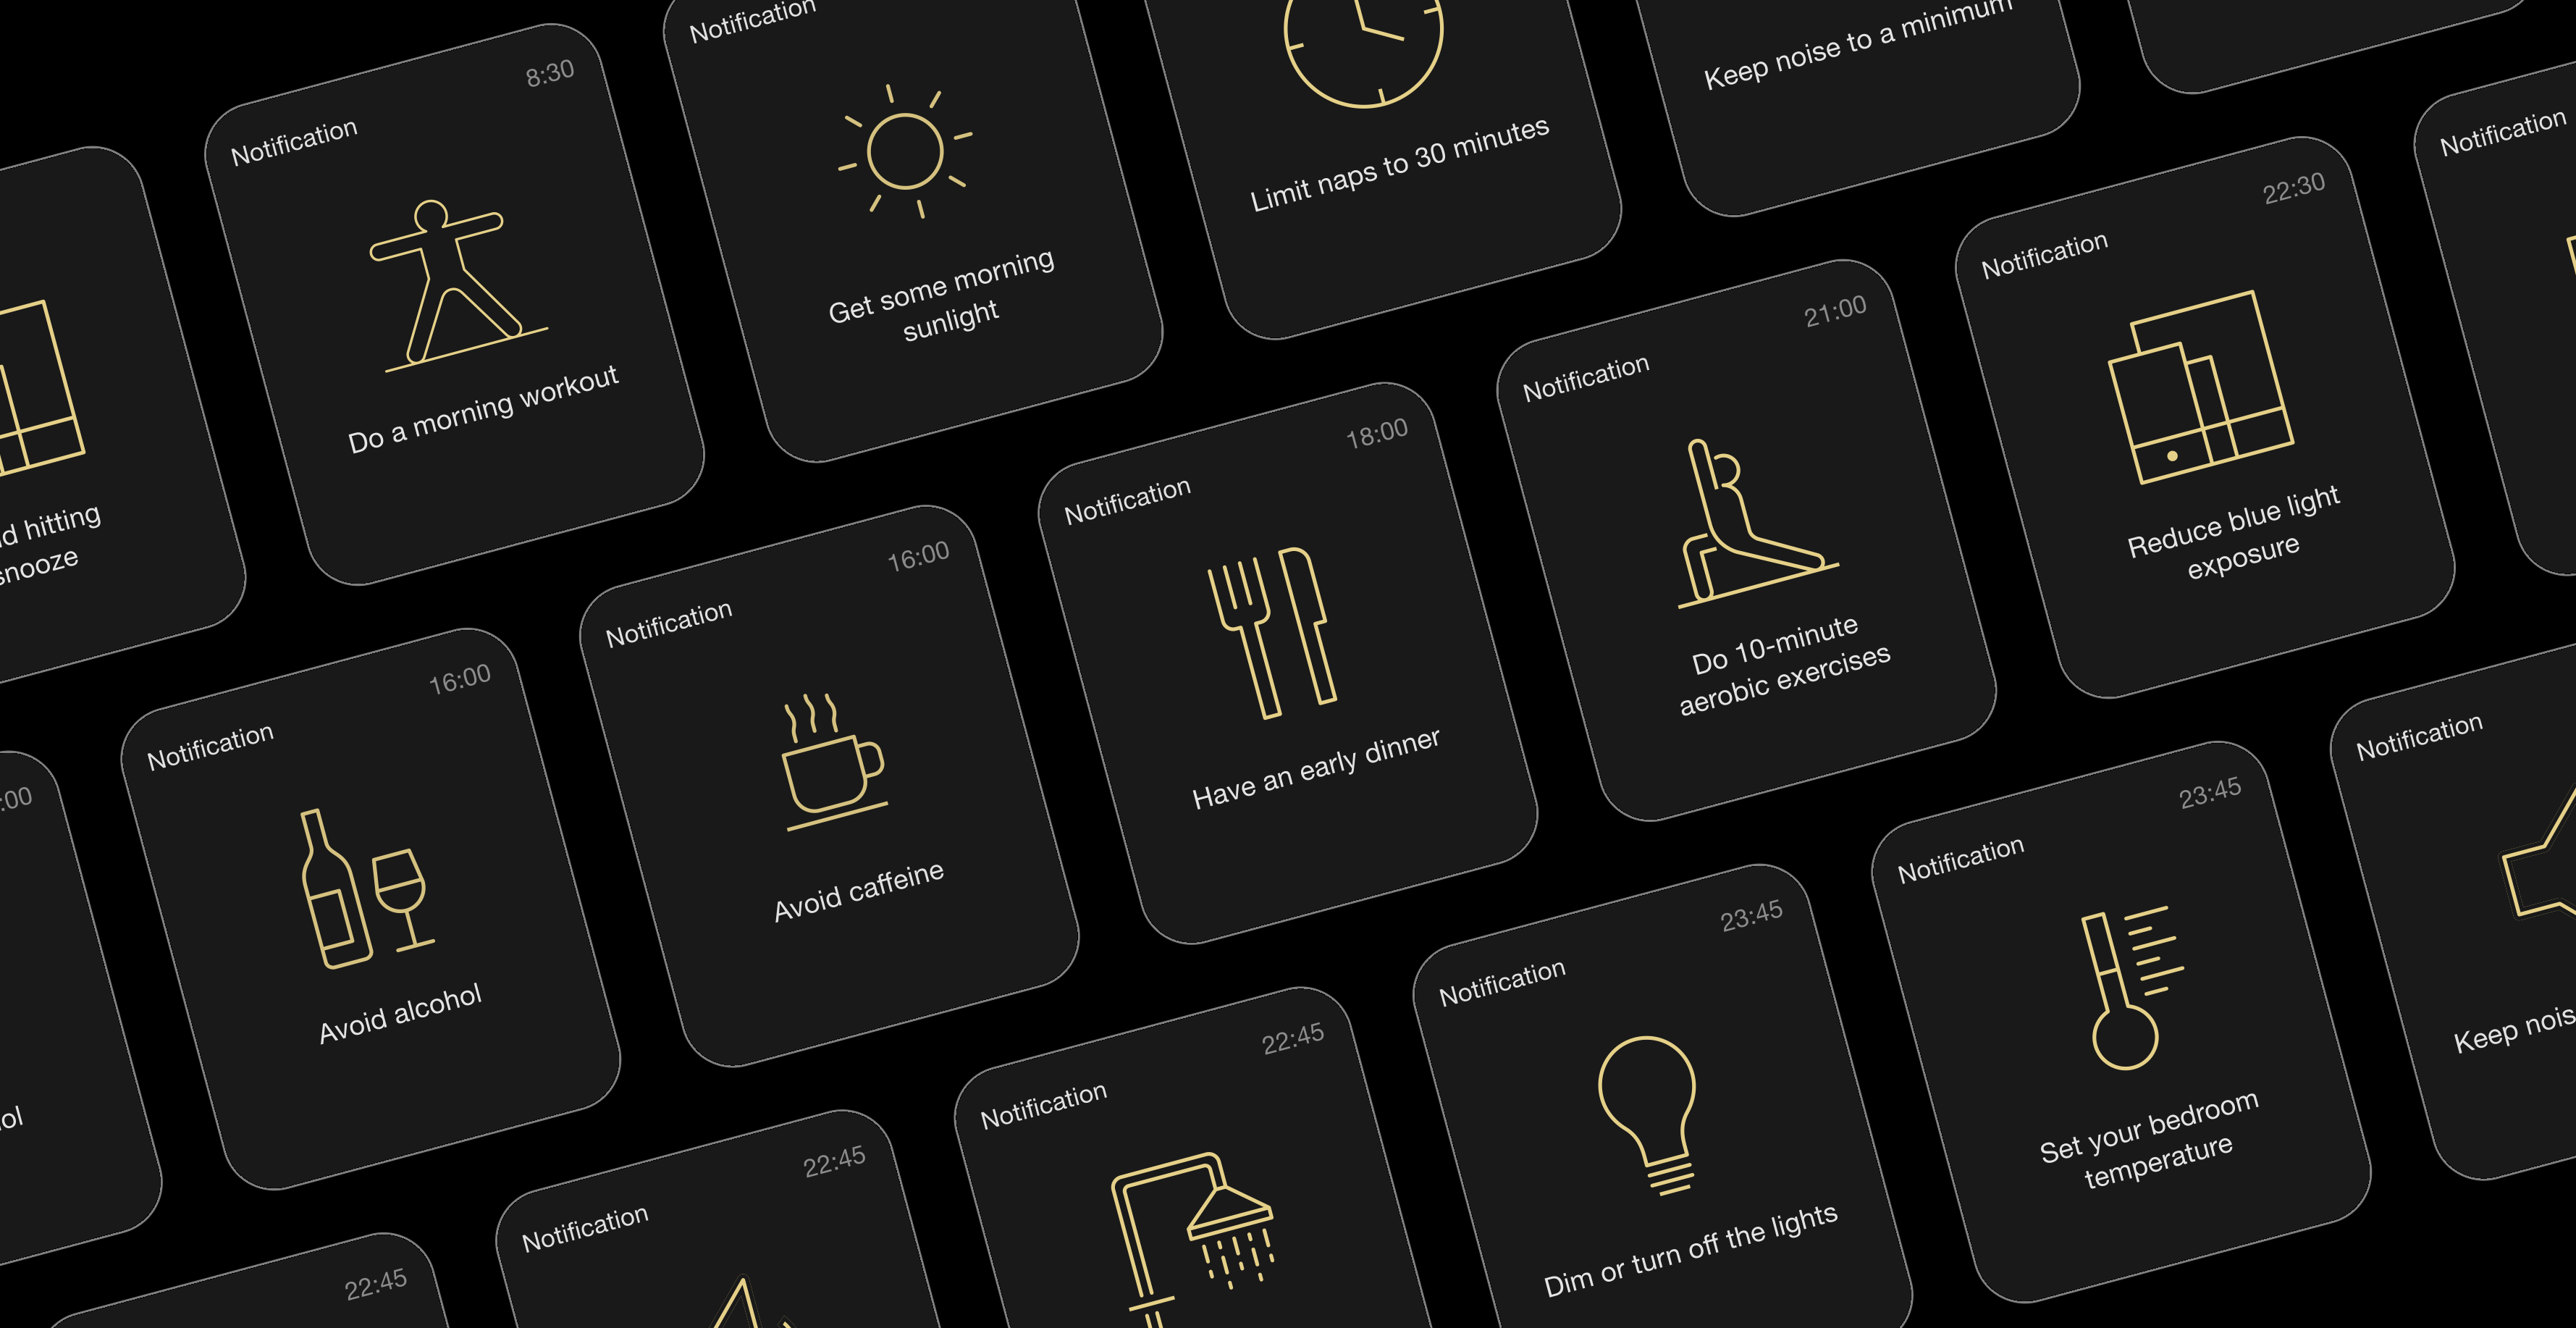 8:30
Notification
Do a morning workout
Notification
Get some morning
sunlight
Limit naps to 30 minutes
Keep noise to a minimum
hitting
snooze
16:00
Notification
Avoid alcohol
16:00
Notification
Avoid caffeine
18:00
Notification
Have an early dinner
21:00
Notification
Do 10-minute
aerobic exercises
22:30
Notification
Reduce blue light
exposure
Notification
:00
22:45
22:45
Notification
22:45
Notification
23:45
Notification
Dim or turn off the lights
23:45
Notification
Set your bedroom
temperature
Notification
Keep